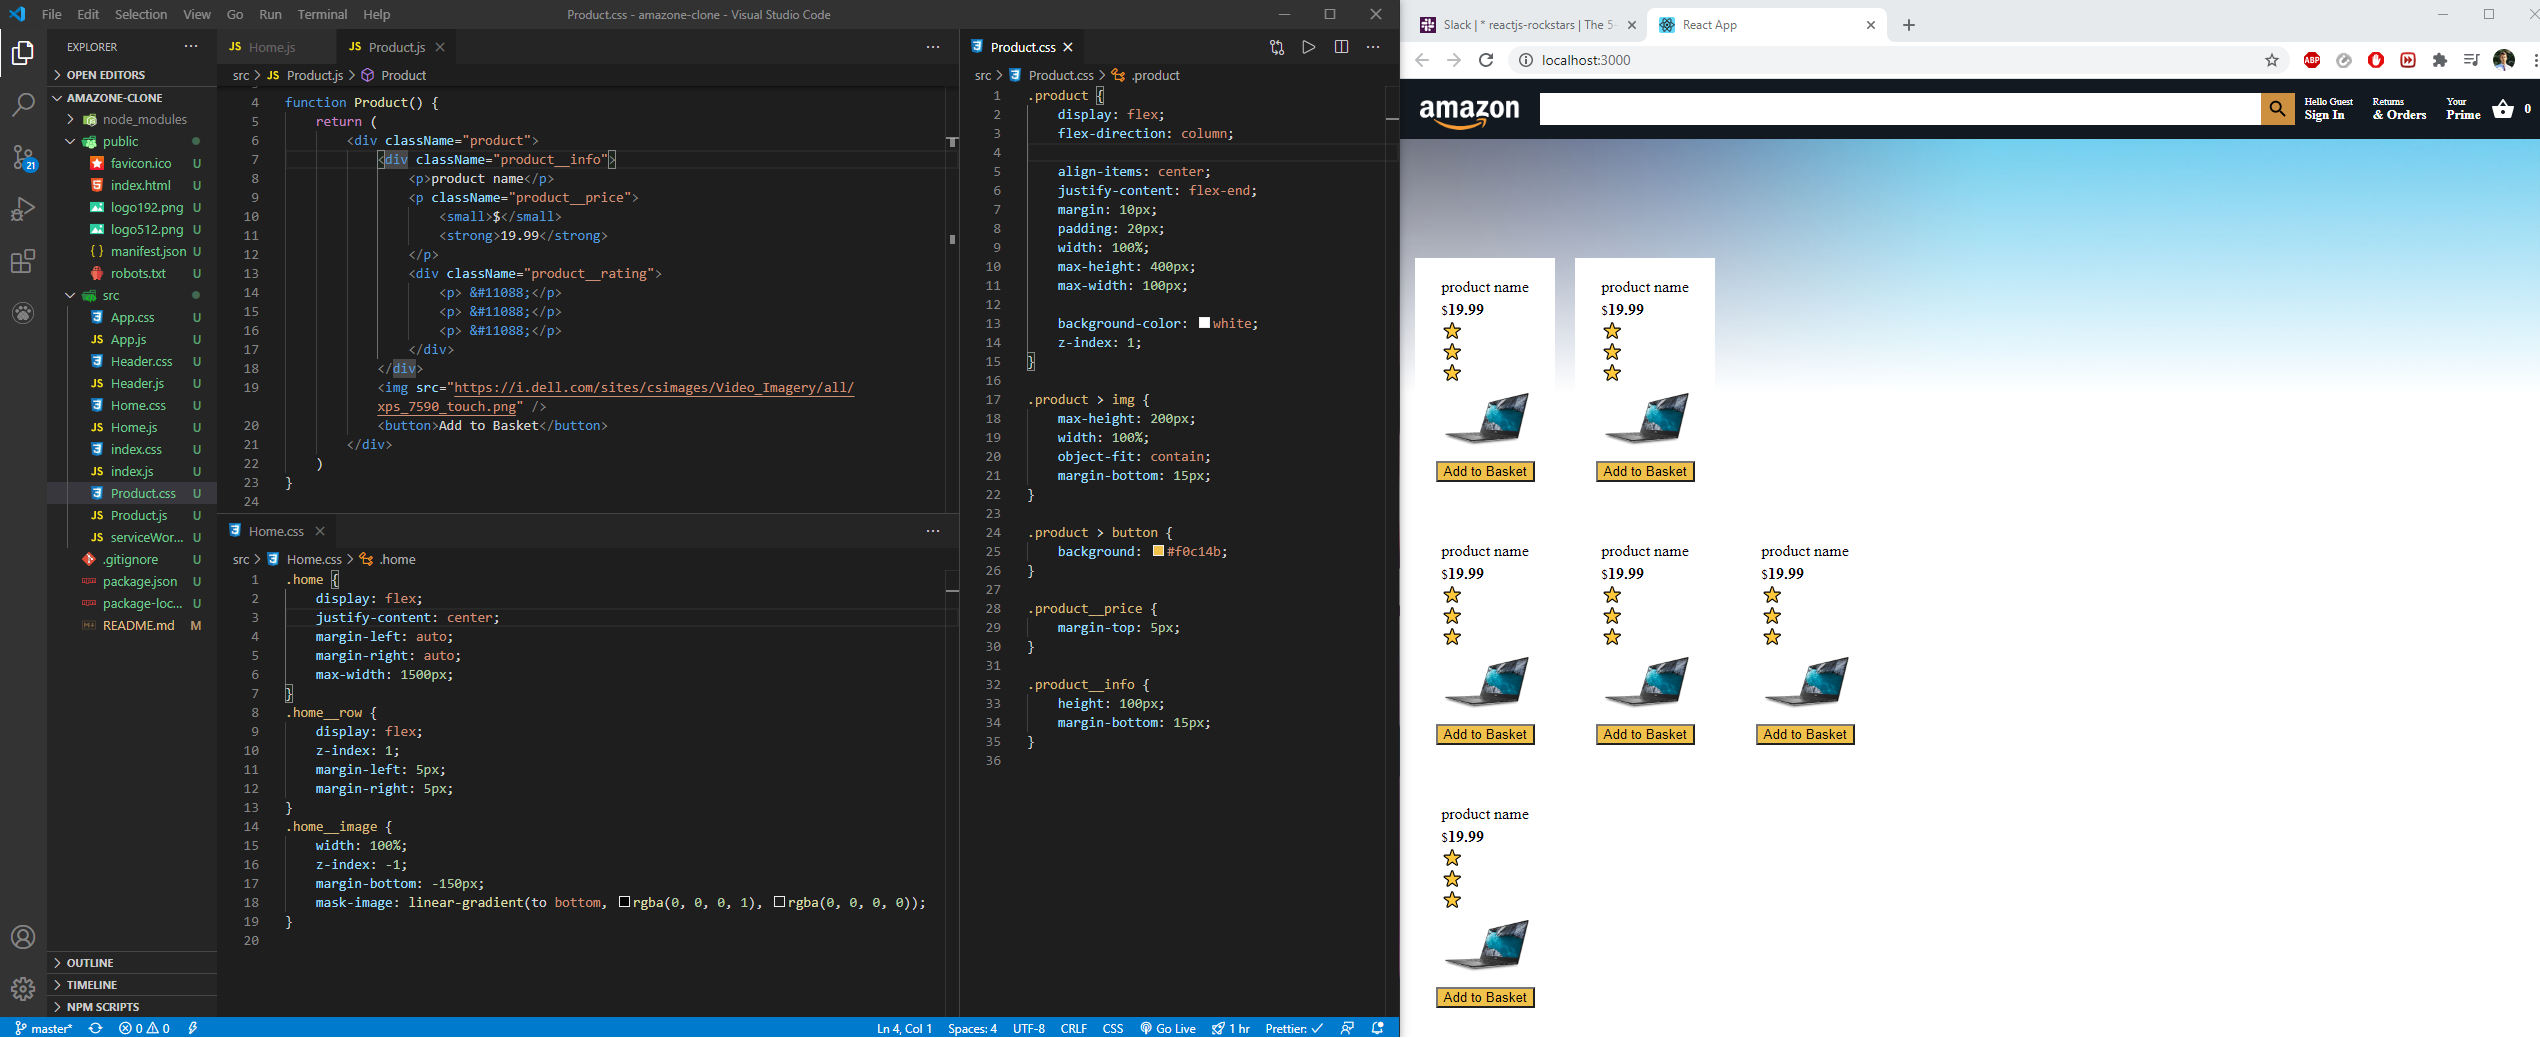 File Edit Selection View Go Run Terminal Help
Product.css - amazone-clone - Visual Studio Code
EXPLORER
OPEN EDITORS
AMAZONE-CLONE
node_modules
public
favicon.ico U
index.html U
logo192.png U
logo512.png U
manifest.json U
robots.txt U
src
App.css U
App.js U
Header.css U
Header.js U
Home.css U
Home.js U
index.css U
index.js U
Product.css U
Product.js U
serviceWor... U
.gitignore U
package.json U
package-loc... U
README.md M
OUTLINE
TIMELINE
NPM SCRIPTS
21
Home.js
Product.js
src > Product.js > Product
4 function Product() {
5 return (
6 <div className="product">
7 <div className="product__info">
8 <p>product name</p>
9 <p className="product__price">
10 <small>$</small>
11 <strong>19.99</strong>
12 </p>
13 <div className="product__rating">
14 <p> &#11088;</p>
15 <p> &#11088;</p>
16 <p> &#11088;</p>
17 </div>
18 </div>
19 <img src="https://i.dell.com/sites/csimages/Video_Imagery/all/
xps_7590_touch.png" />
20 <button>Add to Basket</button>
21 </div>
22 )
23 }
24
Home.css
src > Home.css > .home
1 .home {
2 display: flex;
3 justify-content: center;
4 margin-left: auto;
5 margin-right: auto;
6 max-width: 1500px;
7 }
8 .home__row {
9 display: flex;
10 z-index: 1;
11 margin-left: 5px;
12 margin-right: 5px;
13 }
14 .home__image {
15 width: 100%;
16 z-index: -1;
17 margin-bottom: -150px;
18 mask-image: linear-gradient(to bottom, rgba(0, 0, 0, 1), rgba(0, 0, 0, 0));
19 }
20
Product.css
src > Product.css > .product
1 .product {
2 display: flex;
3 flex-direction: column;
4
5 align-items: center;
6 justify-content: flex-end;
7 margin: 10px;
8 padding: 20px;
9 width: 100%;
10 max-height: 400px;
11 max-width: 100px;
12
13 background-color: white;
14 z-index: 1;
15 }
16
17 .product > img {
18 max-height: 200px;
19 width: 100%;
20 object-fit: contain;
21 margin-bottom: 15px;
22 }
23
24 .product > button {
25 background: #f0c14b;
26 }
27
28 .product__price {
29 margin-top: 5px;
30 }
31
32 .product__info {
33 height: 100px;
34 margin-bottom: 15px;
35 }
36
master* 0 0 Ln 4, Col 1 Spaces: 4 UTF-8 CRLF CSS Go Live 1 hr Prettier:
Slack | * reactjs-rockstars | The 5-
React App
localhost:3000
ABP
amazon
Hello Guest
Sign In
Returns
& Orders
Your
Prime
0
product name
$19.99
Add to Basket
product name
$19.99
Add to Basket
product name
$19.99
Add to Basket
product name
$19.99
Add to Basket
product name
$19.99
Add to Basket
product name
$19.99
Add to Basket